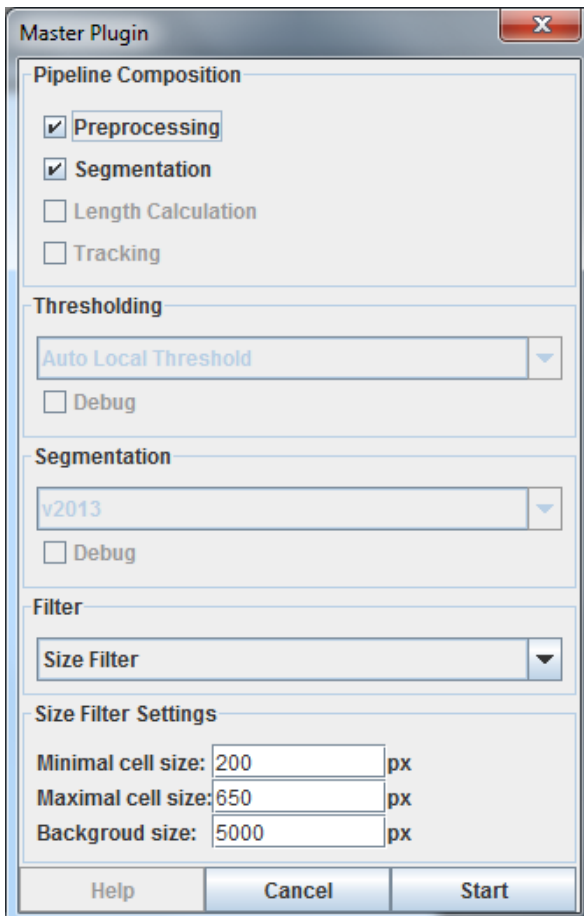 Master Plugin
Pipeline Composition
Preprocessing
Segmentation
Length Calculation
Tracking
Thresholding
Auto Local Threshold
Debug
Segmentation
v2013
Debug
Filter
Size Filter
Size Filter Settings
Minimal cell size: 200 px
Maximal cell size: 650 px
Backgroud size: 5000 px
Help Cancel Start